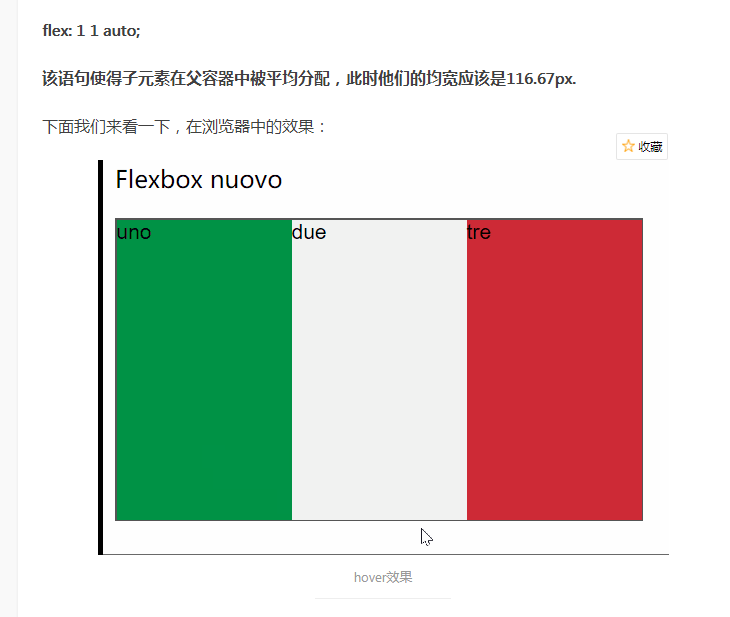 flex: 1 1 auto;
该语句使得子元素在父容器中被平均分配，此时他们的均宽应该是116.67px.
下面我们来看一下，在浏览器中的效果：
收藏
Flexbox nuovo
uno due tre
hover效果